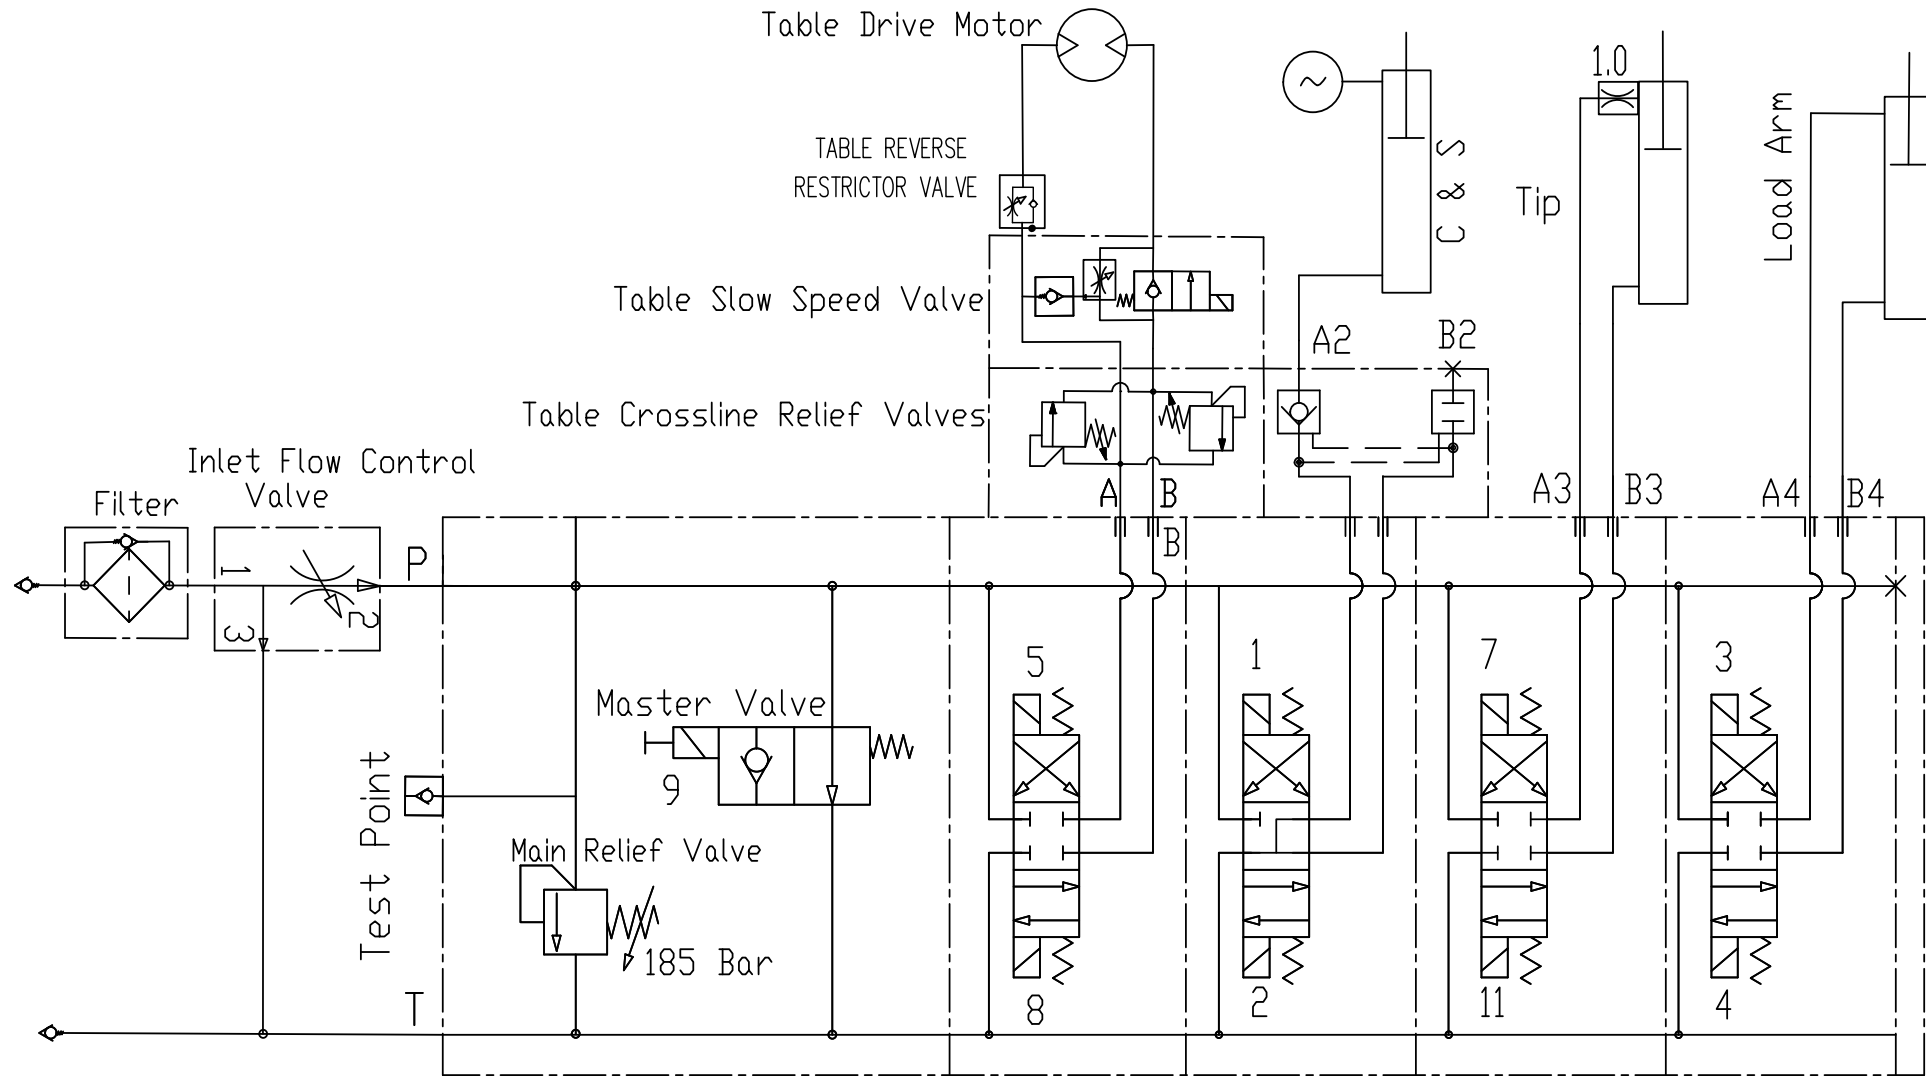 Table Drive Motor
1.0
TABLE REVERSE
RESTRICTOR VALVE
C & S
Tip
Load Arm
Table Slow Speed Valve
A2
B2
Table Crossline Relief Valves
Inlet Flow Control
Valve
Filter
A
B
A3
B3
A4
B4
B
P
1
2
3
5
1
7
3
Master Valve
9
Test Point
Main Relief Valve
185 Bar
T
8
2
11
4